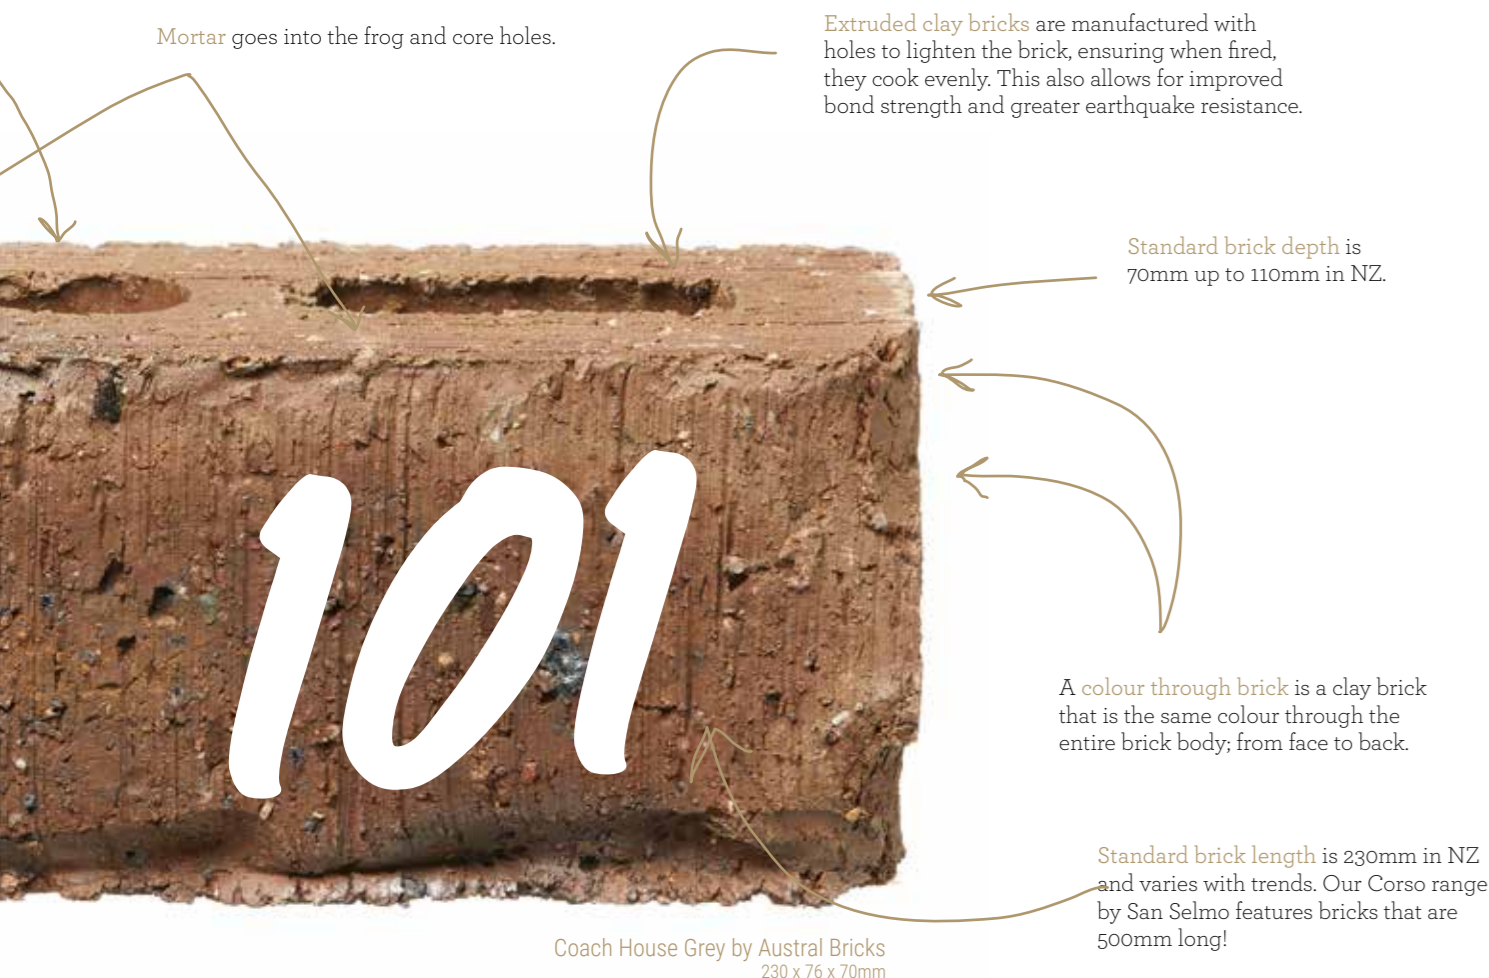 Mortar goes into the frog and core holes.
Extruded clay bricks are manufactured with
holes to lighten the brick, ensuring when fired,
they cook evenly. This also allows for improved
bond strength and greater earthquake resistance.
Standard brick depth is
70mm up to 110mm in NZ.
101
A colour through brick is a clay brick
that is the same colour through the
entire brick body; from face to back.
Standard brick length is 230mm in NZ
and varies with trends. Our Corso range
by San Selmo features bricks that are
500mm long!
Coach House Grey by Austral Bricks
230 x 76 x 70mm